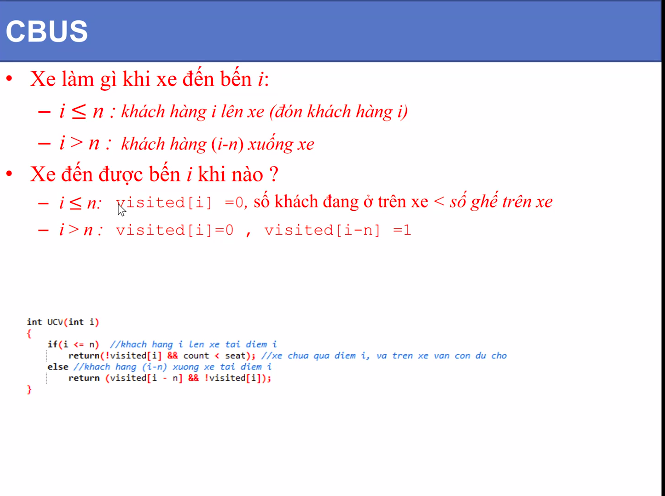 CBUS
• Xe làm gì khi xe đến bến i:
– i ≤ n : khách hàng i lên xe (đón khách hàng i)
– i > n : khách hàng (i-n) xuống xe
• Xe đến được bến i khi nào ?
– i ≤ n: visited[i] =0, số khách đang ở trên xe < số ghế trên xe
– i > n : visited[i]=0 , visited[i-n] =1
int UCV(int i)
{
if(i <= n) //khach hang i len xe tai diem i
return(!visited[i] && count < seat); //xe chua qua diem i, va tren xe van con du cho
else //khach hang (i-n) xuong xe tai diem i
return (visited[i - n] && !visited[i]);
}